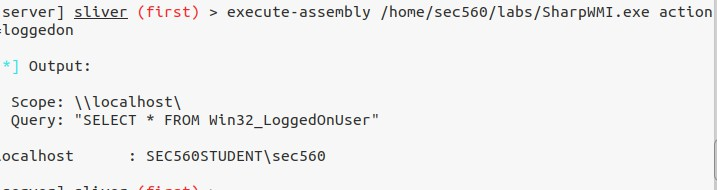 server] sliver (first) > execute-assembly /home/sec560/labs/SharpWMI.exe action
=loggedon
*] Output:
Scope: \\localhost\
Query: "SELECT * FROM Win32_LoggedOnUser"
ocalhost : SEC560STUDENT\sec560
server] sliver (first) >